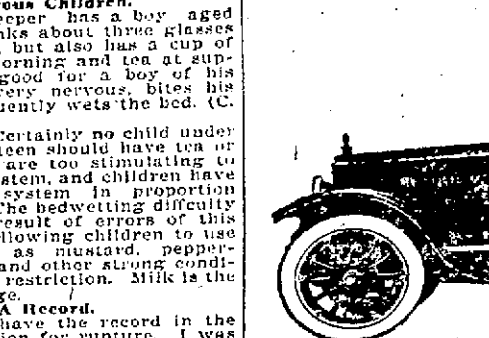 rous Children.
eeper has a boy aged
nks about three glasses
, but also has a cup of
orning and tea at sup-
good for a boy of his
ery nervous, bites his
uently wets the bed. (C.
Certainly no child under
teen should have tea or
are too stimulating to
stem, and children have
system in proportion
The bedwetting difficulty
result of errors of this
llowing children to use
as mustard, pepper-
and other strong condi-
restriction. Milk is the
ge.
A Record.
have the record in the
ion for rupture. I was